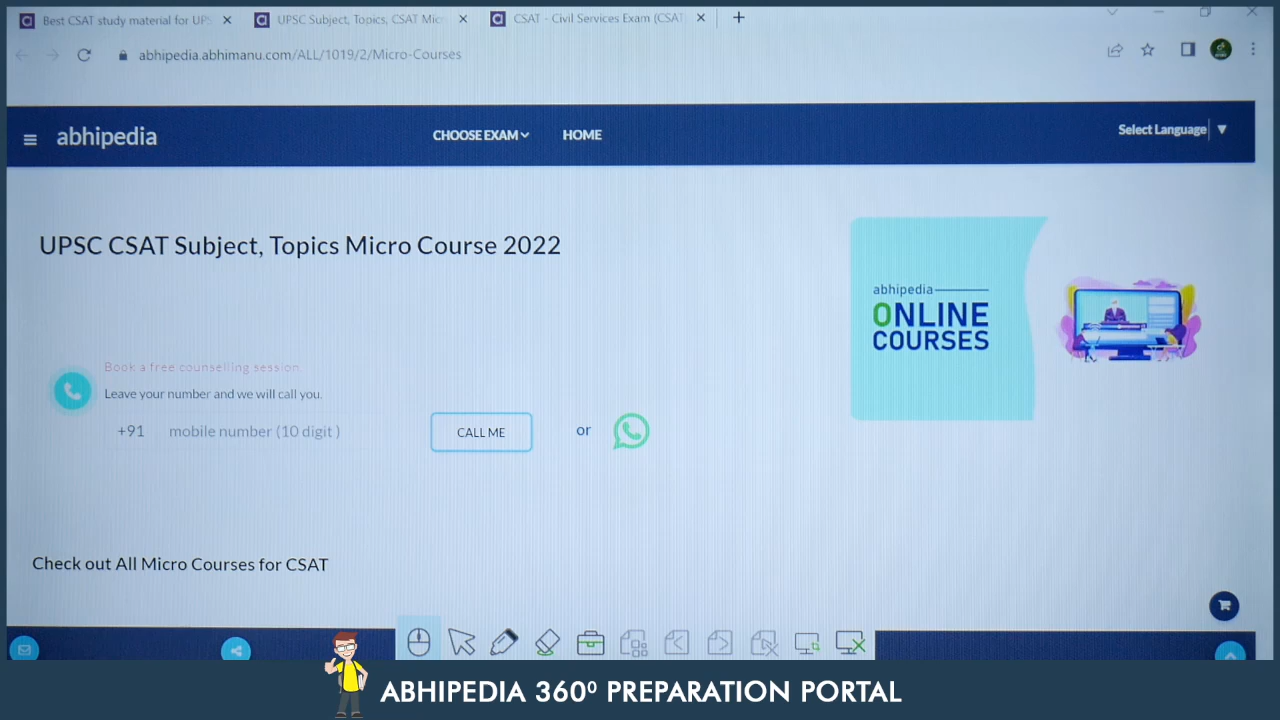 Best CSAT study material for UPS
UPSC Subject, Topics, CSAT Mic
CSAT - Civil Services Exam (CSAT
abhipedia.abhimanu.com/ALL/1019/2/Micro-Courses
abhipedia
CHOOSE EXAM
HOME
Select Language
UPSC CSAT Subject, Topics Micro Course 2022
abhipedia
ONLINE
COURSES
Book a free counselling session.
Leave your number and we will call you.
+91 mobile number (10 digit )
CALL ME
or
Check out All Micro Courses for CSAT
ABHIPEDIA 360⁰ PREPARATION PORTAL